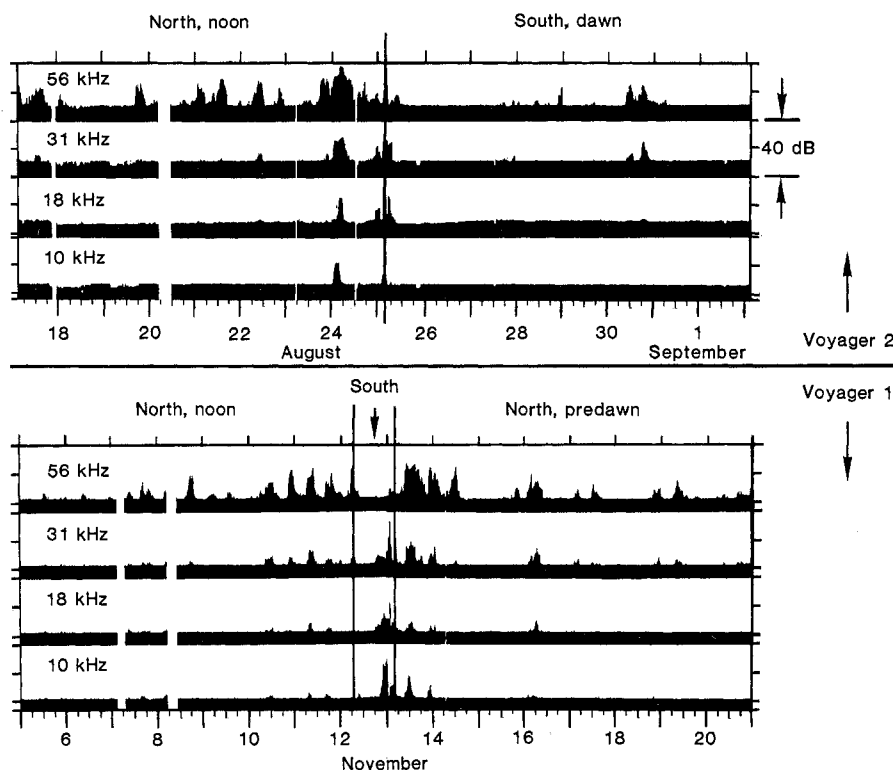 North, noon South, dawn
56 kHz
31 kHz
40 dB
18 kHz
10 kHz
18 20 22 24 26 28 30 1
August September
Voyager 2
Voyager 1
South
North, noon North, predawn
56 kHz
31 kHz
18 kHz
10 kHz
6 8 10 12 14 16 18 20
November